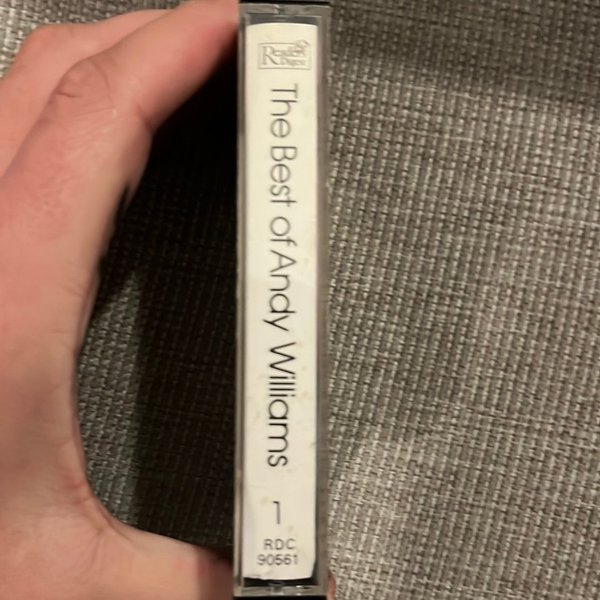 Reader's
Digest
The Best of Andy Williams
1
RDC
90561